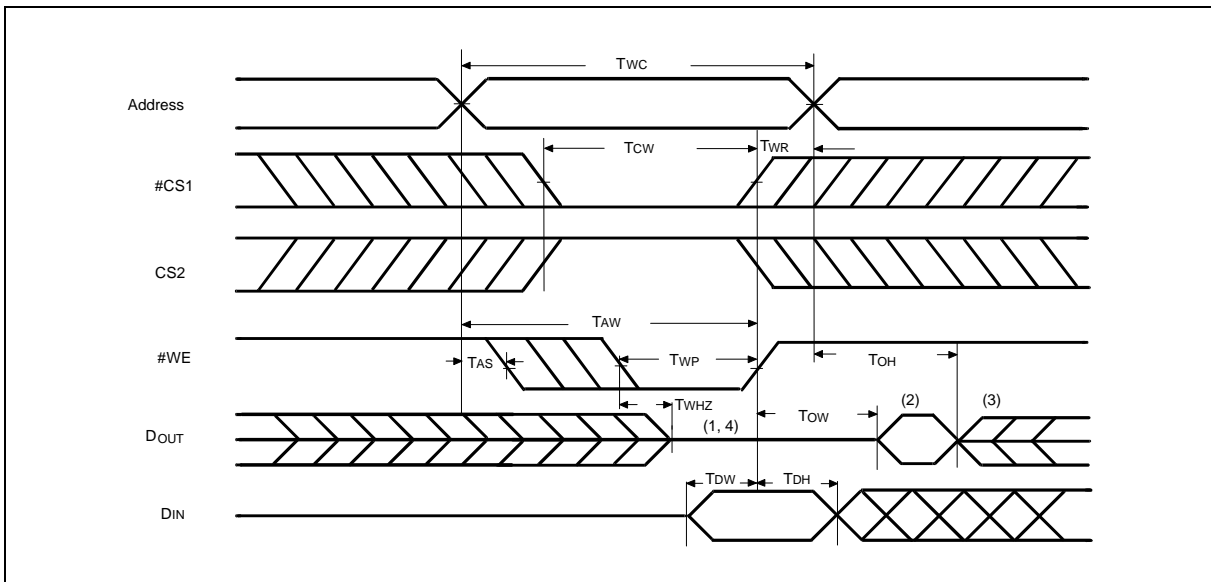 TWC
Address
TCW
TWR
#CS1
CS2
TAW
#WE
TAS
TWP
TOH
TWHZ
(1, 4)
TOW
(2)
(3)
DOUT
TDW
TDH
DIN